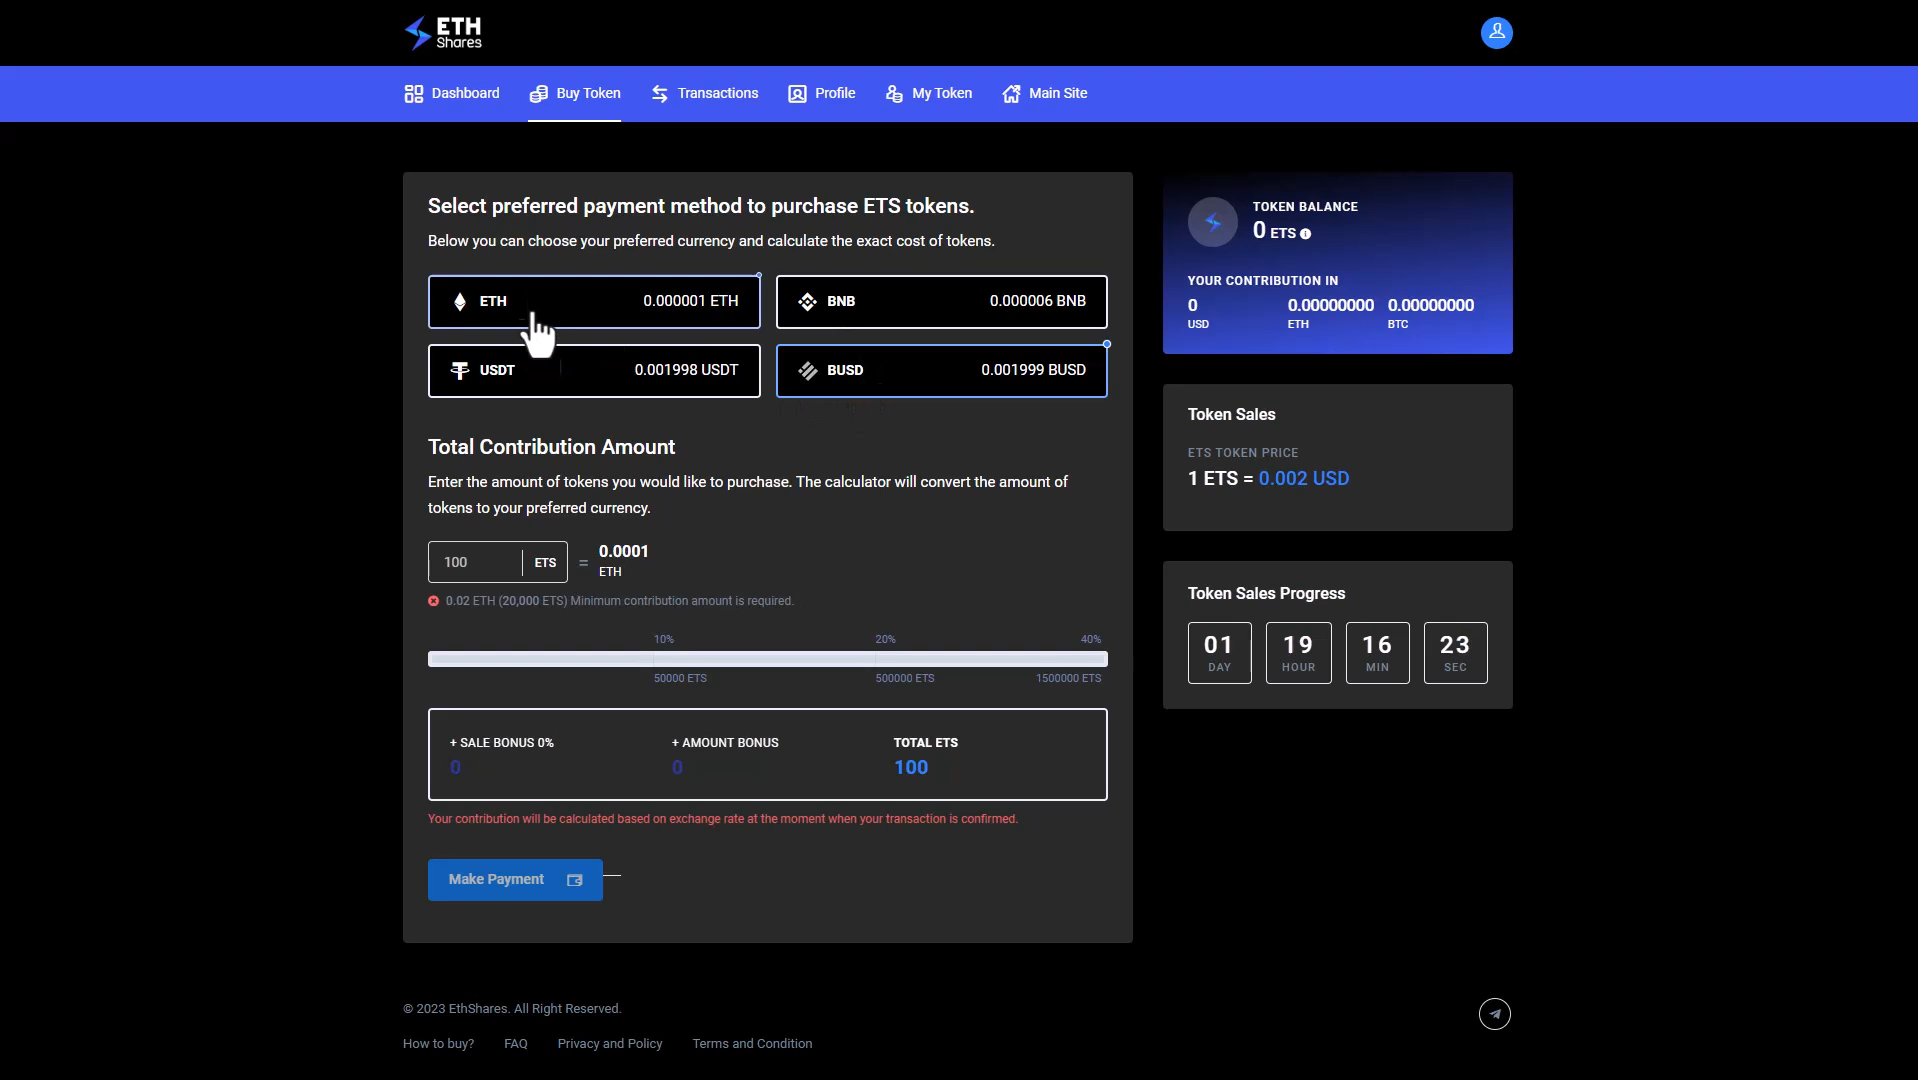 ETH
Shares
Dashboard
Buy Token
Transactions
Profile
My Token
Main Site
Select preferred payment method to purchase ETS tokens.
Below you can choose your preferred currency and calculate the exact cost of tokens.
ETH 0.000001 ETH
BNB 0.000006 BNB
USDT 0.001998 USDT
BUSD 0.001999 BUSD
Total Contribution Amount
Enter the amount of tokens you would like to purchase. The calculator will convert the amount of
tokens to your preferred currency.
100 ETS = 0.0001
ETH
0.02 ETH (20,000 ETS) Minimum contribution amount is required.
10% 20% 40%
50000 ETS 500000 ETS 1500000 ETS
+ SALE BONUS 0% + AMOUNT BONUS TOTAL ETS
0 0 100
Your contribution will be calculated based on exchange rate at the moment when your transaction is confirmed.
Make Payment
TOKEN BALANCE
0 ETS
YOUR CONTRIBUTION IN
0 0.00000000 0.00000000
USD ETH BTC
Token Sales
ETS TOKEN PRICE
1 ETS = 0.002 USD
Token Sales Progress
01 19 16 23
DAY HOUR MIN SEC
© 2023 EthShares. All Right Reserved.
How to buy? FAQ Privacy and Policy Terms and Condition